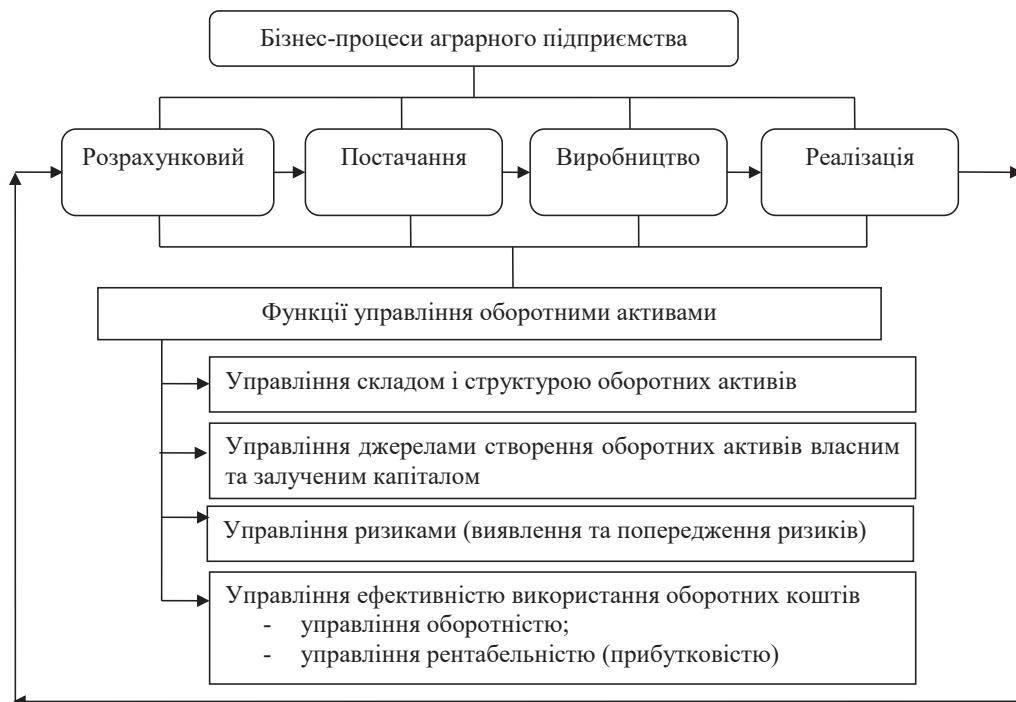 Бізнес-процеси аграрного підприємства
Розрахунковий
Постачання
Виробництво
Реалізація
Функції управління оборотними активами
Управління складом і структурою оборотних активів
Управління джерелами створення оборотних активів власним
та залученим капіталом
Управління ризиками (виявлення та попередження ризиків)
Управління ефективністю використання оборотних коштів
- управління оборотністю;
- управління рентабельністю (прибутковістю)